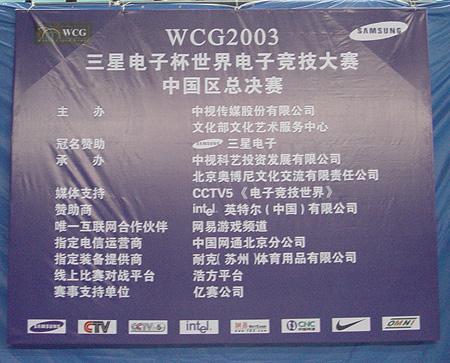 WCG
SAMSUNG
WCG2003
三星电子杯世界电子竞技大赛
中国区总决赛
主 办 中视传媒股份有限公司
文化部文化艺术服务中心
冠名赞助 SAMSUNG 三星电子
承 办 中视科艺投资发展有限公司
北京奥博尼文化交流有限责任公司
媒体支持 CCTV5《电子竞技世界》
赞助商 intel 英特尔(中国)有限公司
唯一互联网合作伙伴 网易游戏频道
指定电信运营商 中国网通北京分公司
指定装备提供商 耐克(苏州)体育用品有限公司
线上比赛对战平台 浩方平台
赛事支持单位 亿赛公司
SAMSUNG CCTV CCTV-5 intel 网易 CNC OMNI